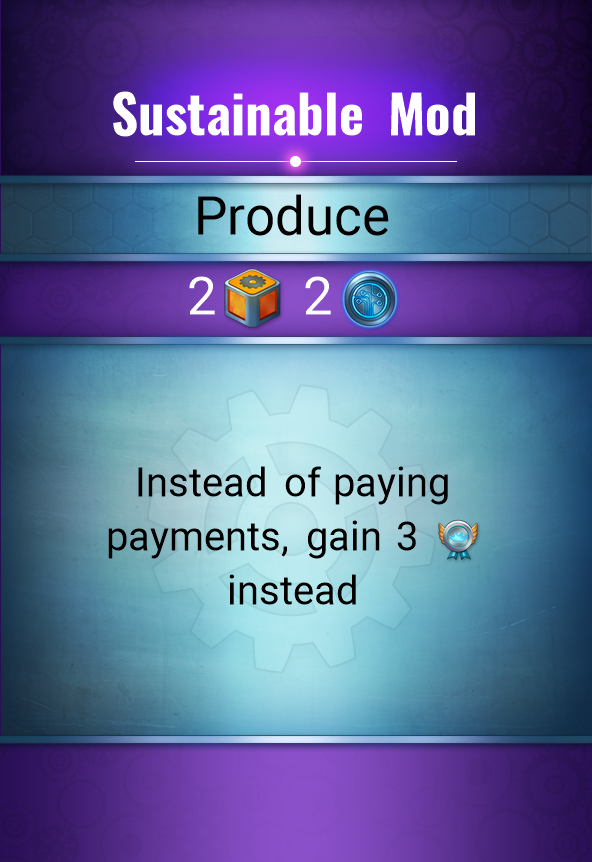 Sustainable Mod
Produce
2 2
Instead of paying
payments, gain 3
instead